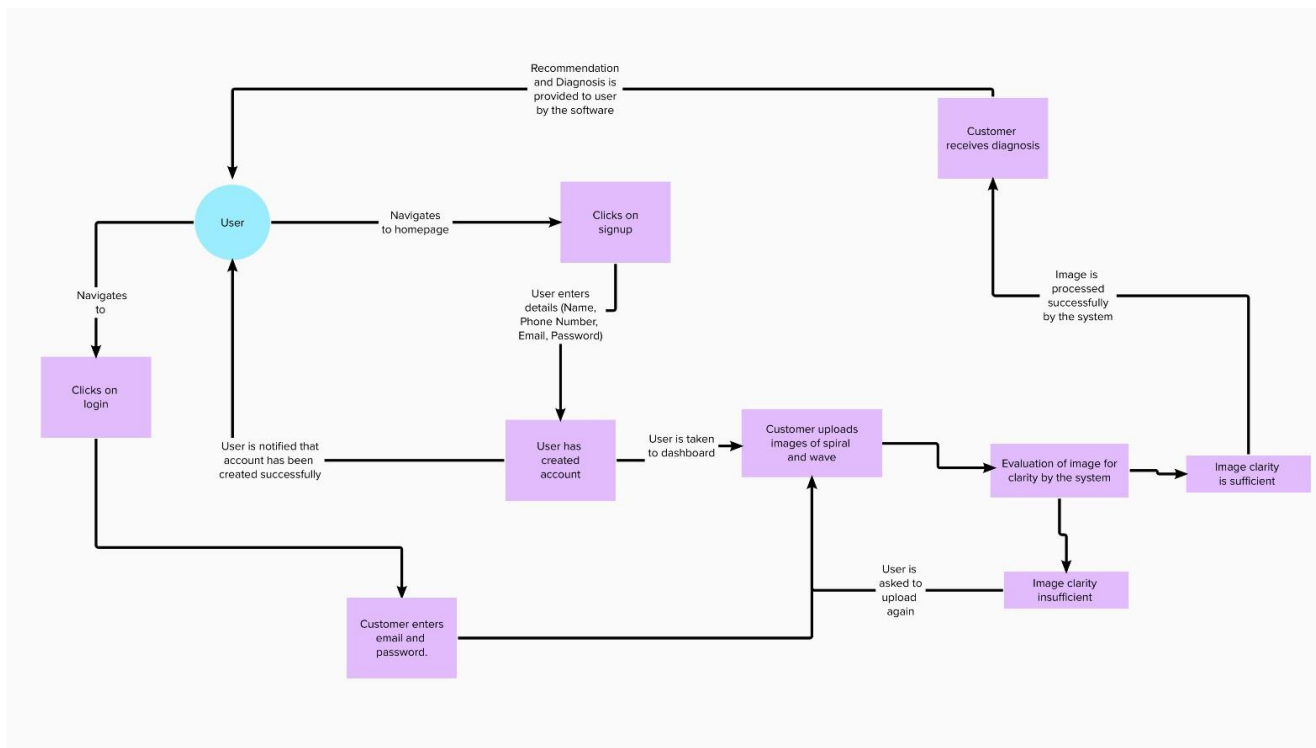 Recommendation
and Diagnosis is
provided to user
by the software
Customer
receives diagnosis
User
Navigates
to homepage
Clicks on
signup
Navigates
to
User enters
details (Name,
Phone Number,
Email, Password)
Image is
processed
successfully
by the system
Clicks on
login
User is notified that
account has been
created successfully
User has
created
account
User is taken
to dashboard
Customer uploads
images of spiral
and wave
Evaluation of image for
clarity by the system
Image clarity
is sufficient
User is
asked to
upload
again
Image clarity
insufficient
Customer enters
email and
password.